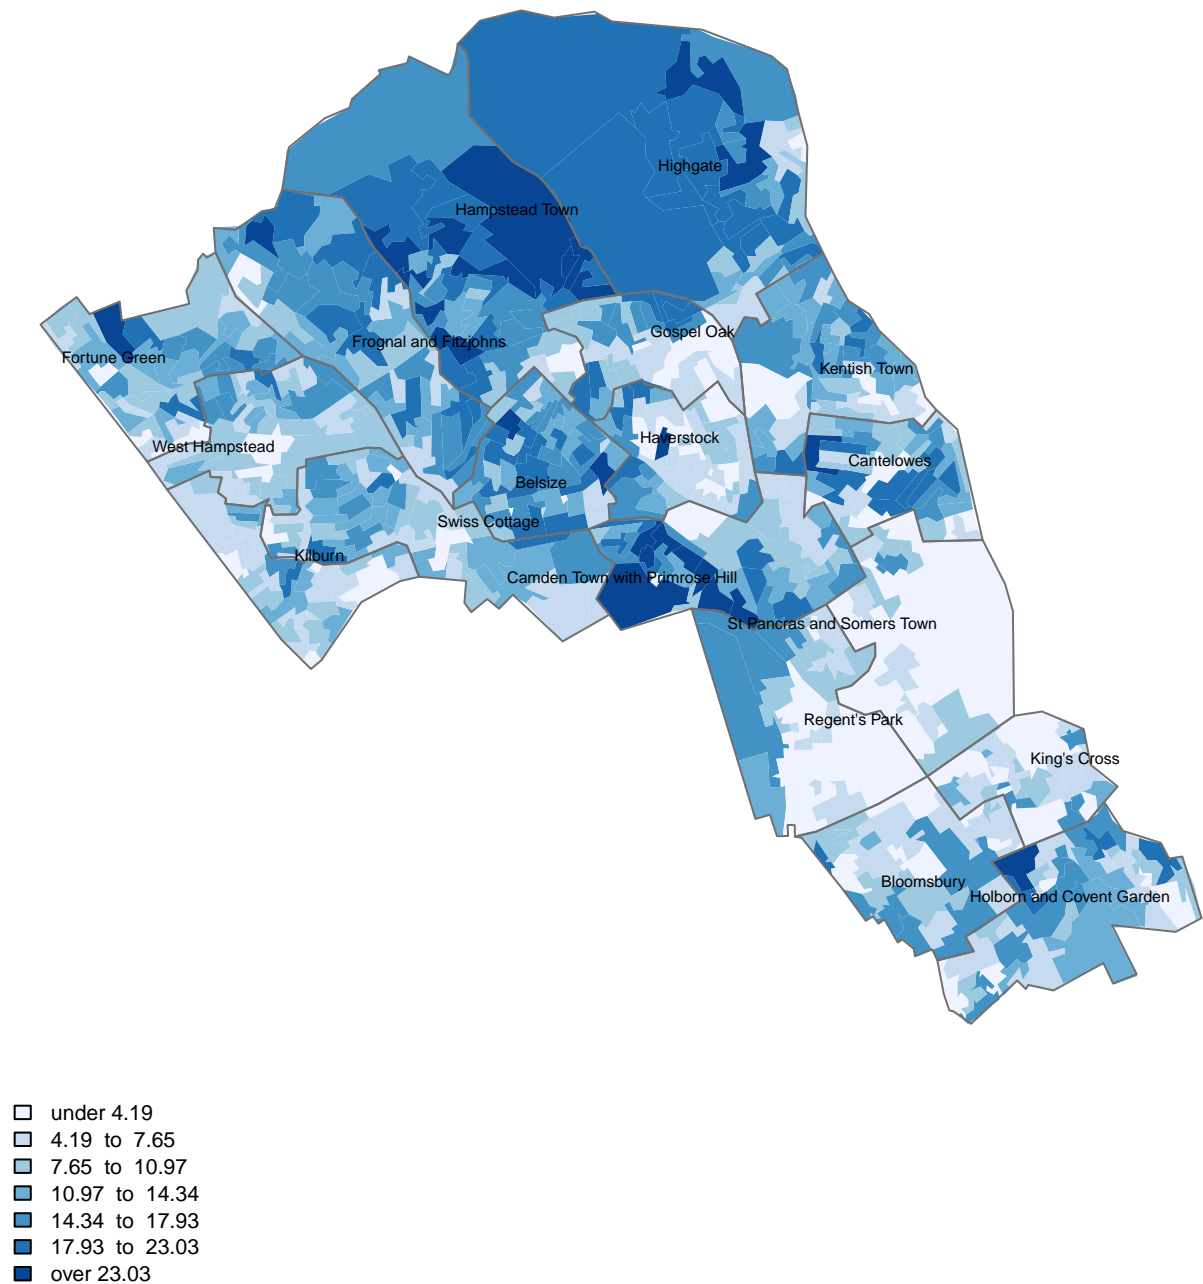 Highgate
Hampstead Town
Gospel Oak
Frognal and Fitzjohns
Fortune Green
Kentish Town
Haverstock
West Hampstead
Cantelowes
Belsize
Swiss Cottage
Kilburn
Camden Town with Primrose Hill
St Pancras and Somers Town
Regent's Park
King's Cross
Bloomsbury
Holborn and Covent Garden
under 4.19
4.19 to 7.65
7.65 to 10.97
10.97 to 14.34
14.34 to 17.93
17.93 to 23.03
over 23.03